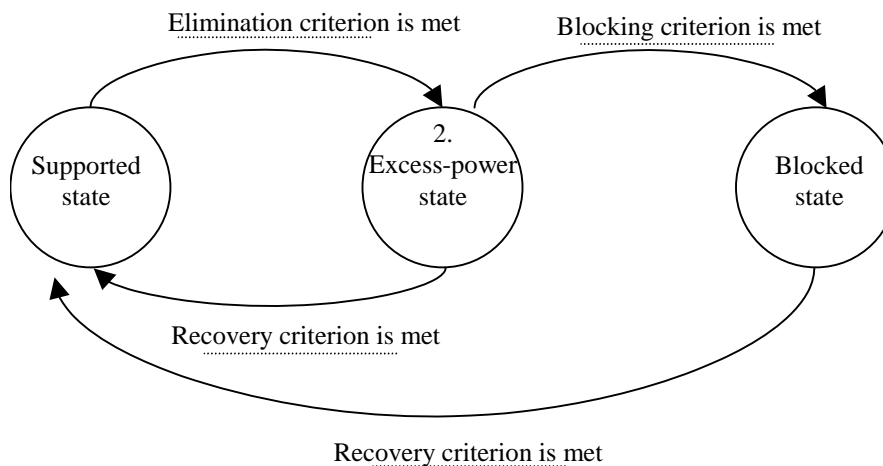 Elimination criterion is met
Blocking criterion is met
Supported
state
2.
Excess-power
state
Blocked
state
Recovery criterion is met
Recovery criterion is met